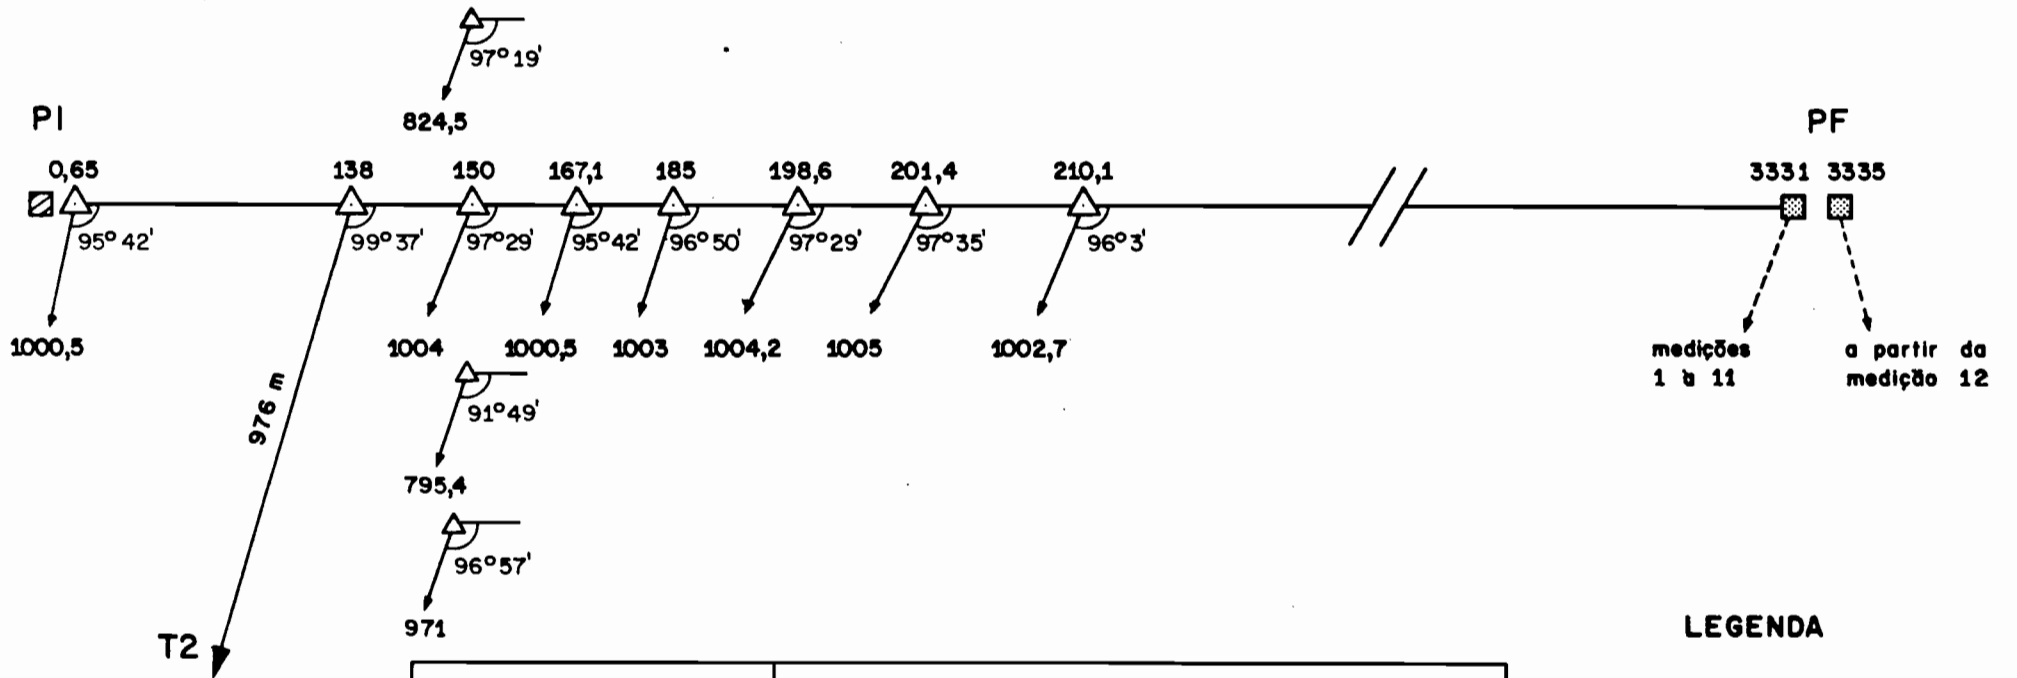 97°19'
824,5
PI
PF
0,65 138 150 167,1 185 198,6 201,4 210,1 3331 3335
95°42' 99°37' 97°29' 95°42' 96°50' 97°29' 97°35' 96°3'
1000,5 1004 1000,5 1003 1004,2 1005 1002,7
medições
1 à 11
a partir da
medição 12
976 m
91°49'
795,4
96°57'
971
T2
LEGENDA